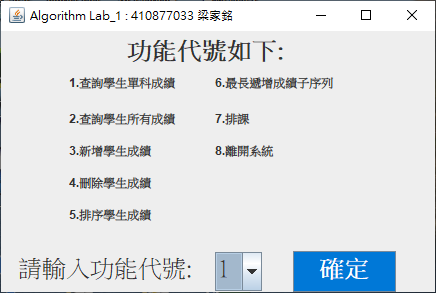 Algorithm Lab_1 : 410877033 梁家銘
功能代號如下:
1.查詢學生單科成績
2.查詢學生所有成績
3.新增學生成績
4.刪除學生成績
5.排序學生成績
6.最長遞增成績子序列
7.排課
8.離開系統
請輸入功能代號:
1
確定